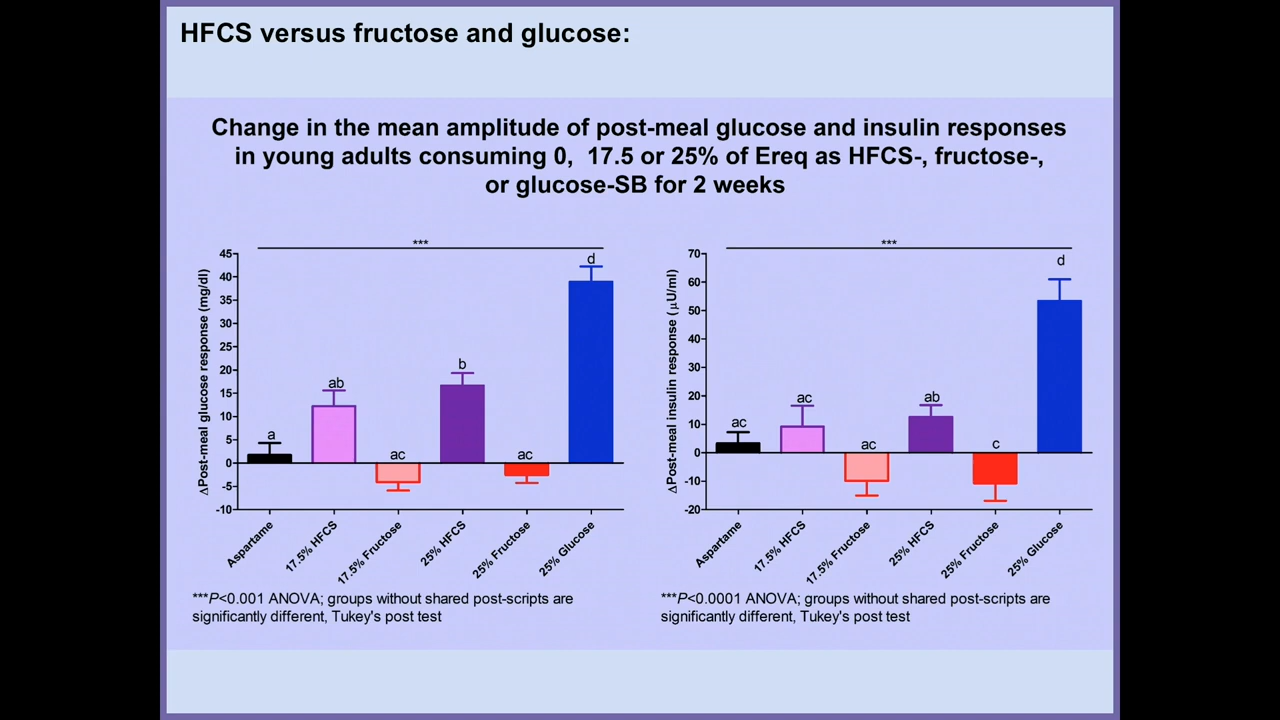 HFCS versus fructose and glucose:
Change in the mean amplitude of post-meal glucose and insulin responses
in young adults consuming 0, 17.5 or 25% of Ereq as HFCS-, fructose-,
or glucose-SB for 2 weeks
ΔPost-meal glucose response (mg/dl)
45
40
35
30
25
20
15
10
5
0
-5
-10
***
a
ab
ac
b
ac
d
Aspartame
17.5% HFCS
17.5% Fructose
25% HFCS
25% Fructose
25% Glucose
***P<0.001 ANOVA; groups without shared post-scripts are
significantly different, Tukey's post test
ΔPost-meal insulin response (μU/ml)
70
60
50
40
30
20
10
0
-10
-20
***
ac
ac
ac
ab
c
d
Aspartame
17.5% HFCS
17.5% Fructose
25% HFCS
25% Fructose
25% Glucose
***P<0.0001 ANOVA; groups without shared post-scripts are
significantly different, Tukey's post test